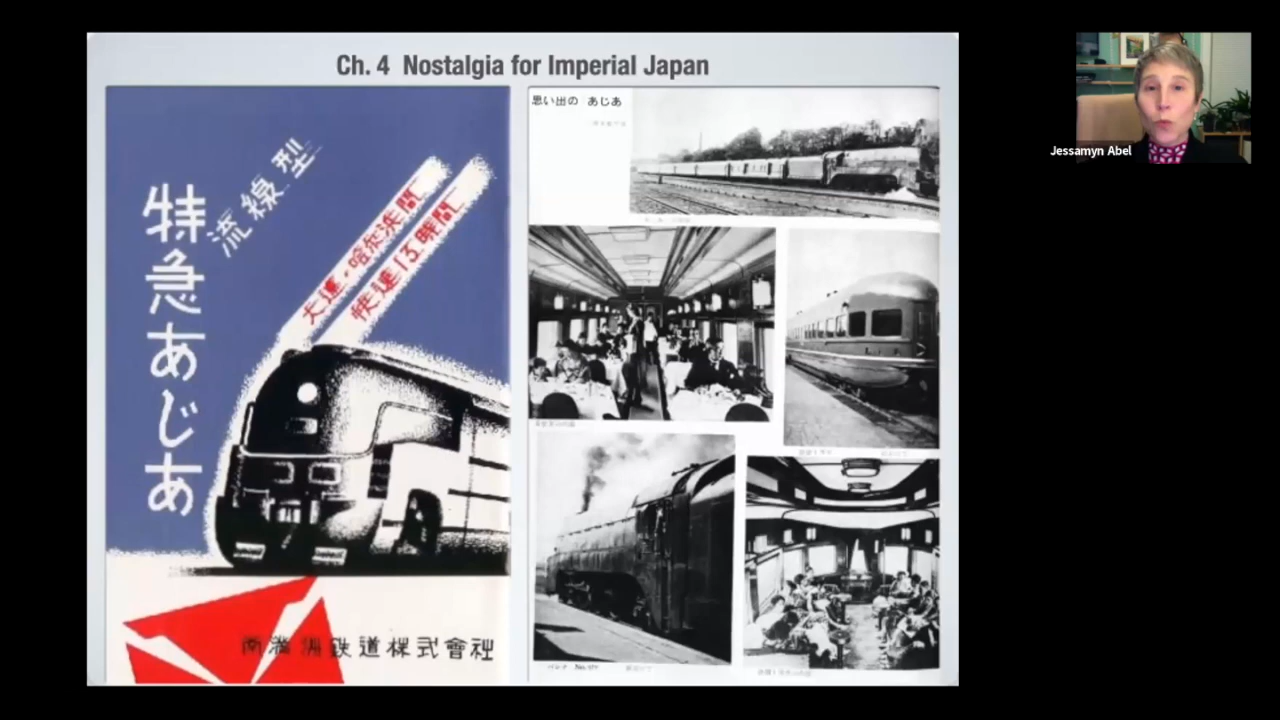 Ch. 4 Nostalgia for Imperial Japan
流線型
特急あじあ
大連・哈尔浜間
快速13時間
南満洲鉄道株式會社
思い出の あじあ
Jessamyn Abel